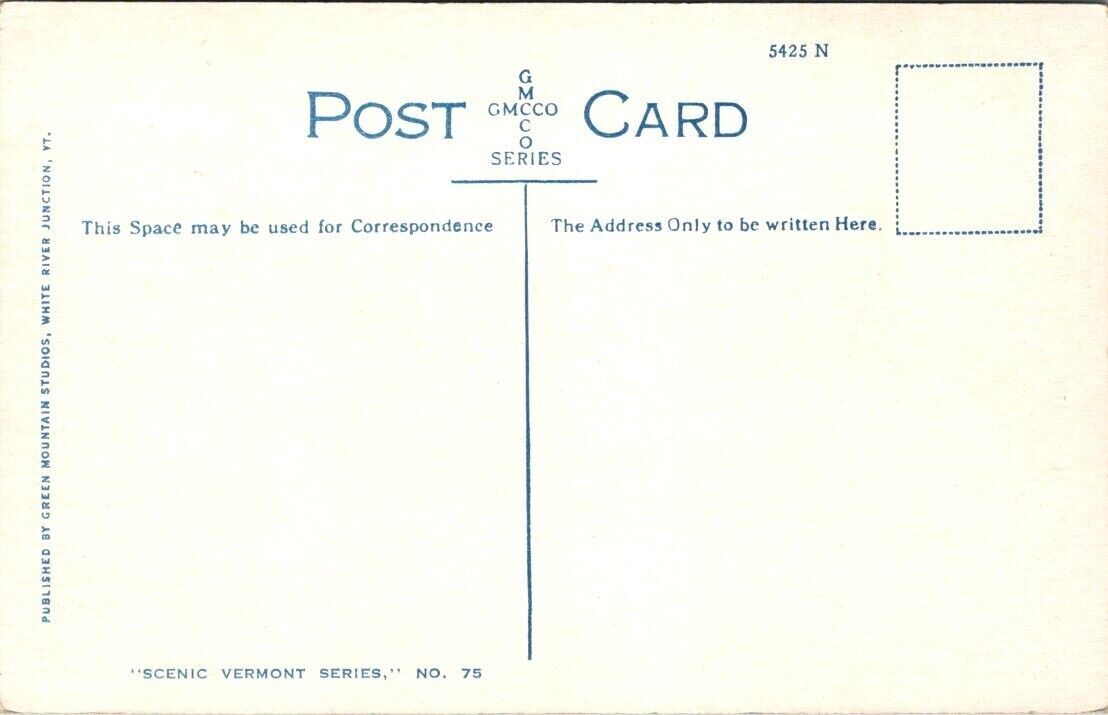 5425 N
POST CARD
G
M
GMCCO
C
O
SERIES
This Space may be used for Correspondence
The Address Only to be written Here.
PUBLISHED BY GREEN MOUNTAIN STUDIOS, WHITE RIVER JUNCTION, VT.
"SCENIC VERMONT SERIES," NO. 75